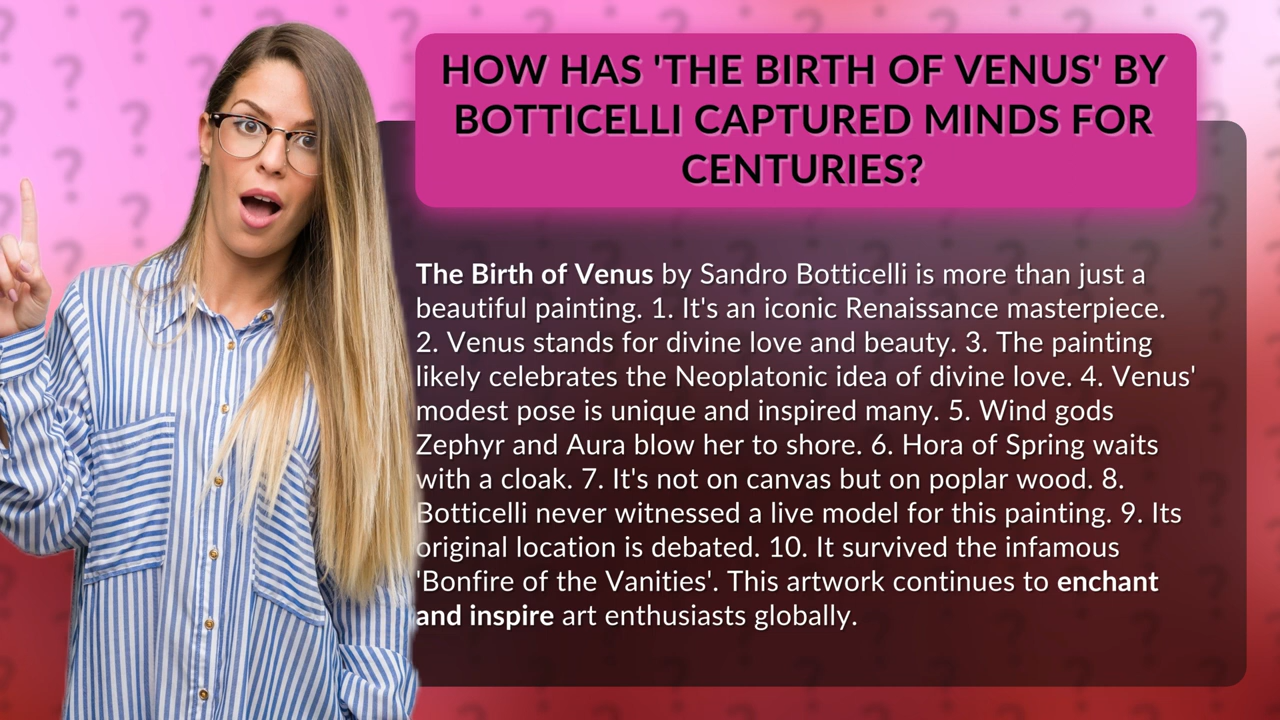 HOW HAS 'THE BIRTH OF VENUS' BY
BOTTICELLI CAPTURED MINDS FOR
CENTURIES?
The Birth of Venus by Sandro Botticelli is more than just a
beautiful painting. 1. It's an iconic Renaissance masterpiece.
2. Venus stands for divine love and beauty. 3. The painting
likely celebrates the Neoplatonic idea of divine love. 4. Venus'
modest pose is unique and inspired many. 5. Wind gods
Zephyr and Aura blow her to shore. 6. Hora of Spring waits
with a cloak. 7. It's not on canvas but on poplar wood. 8.
Botticelli never witnessed a live model for this painting. 9. Its
original location is debated. 10. It survived the infamous
'Bonfire of the Vanities'. This artwork continues to enchant
and inspire art enthusiasts globally.